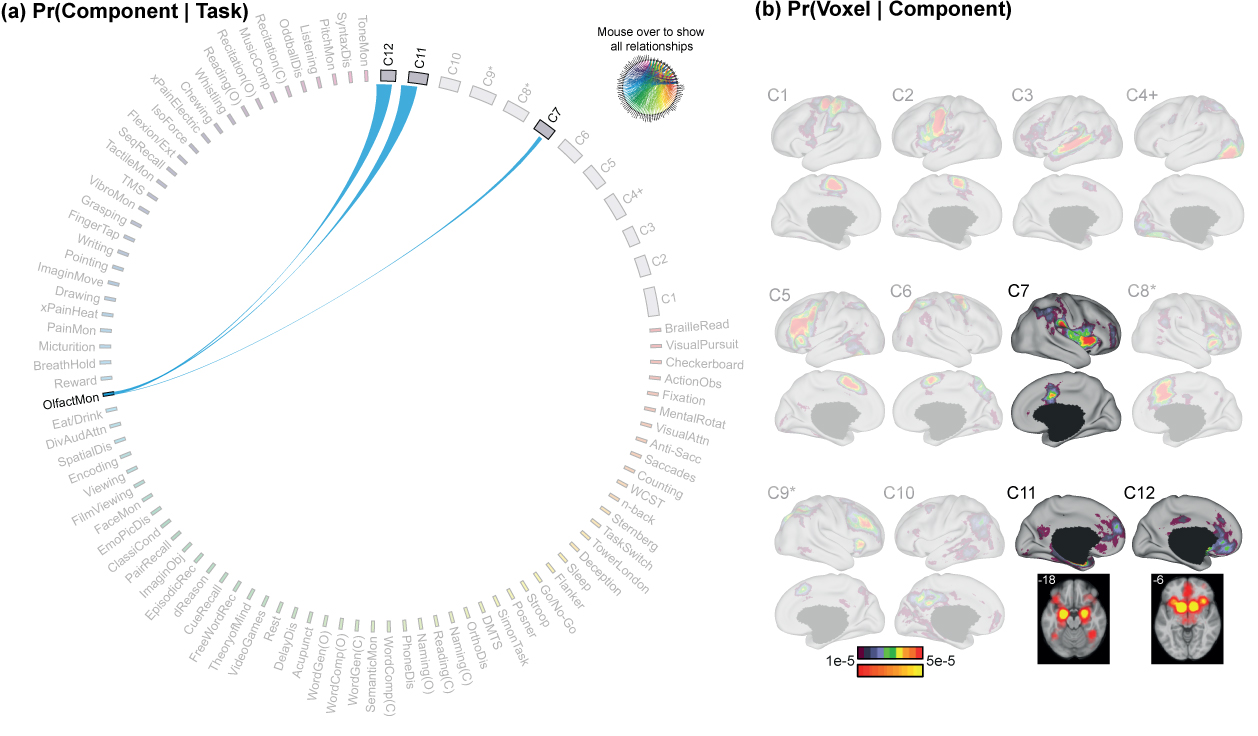 (a) Pr(Component | Task)
(b) Pr(Voxel | Component)
Mouse over to show
all relationships
C12
C11
C10
C9*
C8*
C7
C6
C5
C4+
C3
C2
C1
BrailleRead
VisualPursuit
Checkerboard
ActionObs
Fixation
MentalRotat
VisualAttn
Anti-Sacc
Saccades
Counting
WCST
n-back
Sternberg
TaskSwitch
TowerLondon
Deception
Sleep
Flanker
Go/No-Go
Stroop
Posner
SimonTask
DMTS
OrthoDis
Naming(C)
Reading(C)
Naming(O)
PhoneDis
WordComp(C)
SemanticMon
WordGen(C)
WordComp(O)
WordGen(O)
Acupunct
DelayDis
Rest
VideoGames
TheoryofMind
FreeWordRec
CueRecall
dReason
EpisodicRec
ImaginObj
PairRecall
ClassiCond
EmoPicDis
FaceMon
FilmViewing
Viewing
Encoding
SpatialDis
DivAudAttn
Eat/Drink
OlfactMon
Reward
BreathHold
Micturition
PainMon
xPainHeat
Drawing
ImaginMove
Pointing
Writing
FingerTap
Grasping
VibroMon
TMS
TactileMon
SeqRecall
Flexion/Ext
IsoForce
xPainElectric
Chewing
Whistling
Reading(O)
Recitation(O)
MusicComp
Recitation(C)
OddballDis
Listening
PitchMon
SyntaxDis
ToneMon
C1
C2
C3
C4+
C5
C6
C7
C8*
C9*
C10
C11
C12
-18
-6
1e-5
5e-5